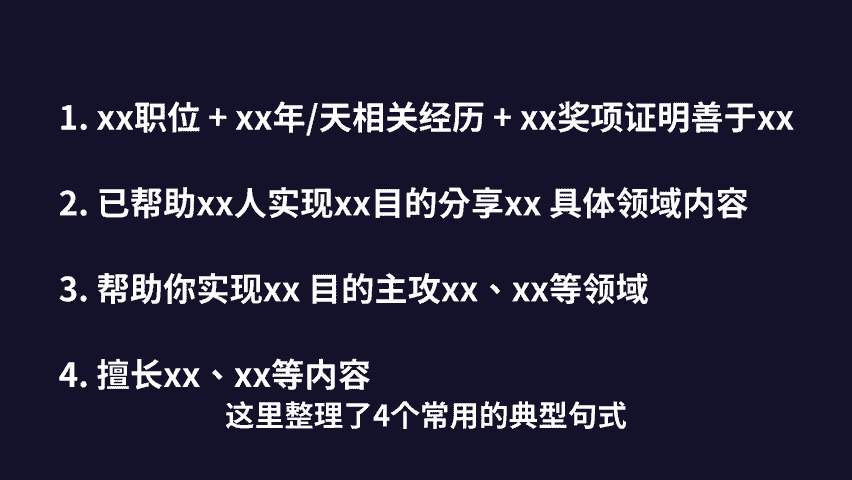 1. xx职位 + xx年/天相关经历 + xx奖项证明善于xx
2. 已帮助xx人实现xx目的分享xx 具体领域内容
3. 帮助你实现xx 目的主攻xx、xx等领域
4. 擅长xx、xx等内容
这里整理了4个常用的典型句式